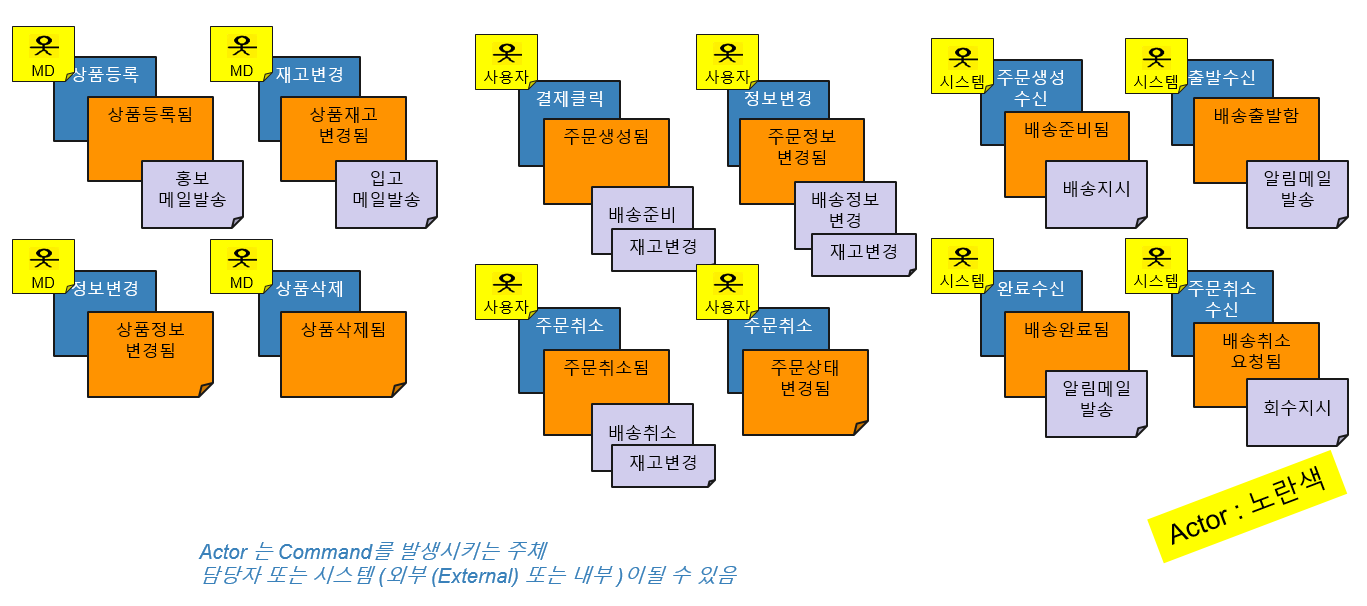 MD
상품등록
상품등록됨
홍보
메일발송
MD
재고변경
상품재고
변경됨
입고
메일발송
MD
정보변경
상품정보
변경됨
MD
상품삭제
상품삭제됨
사용자
결제클릭
주문생성됨
배송준비
재고변경
사용자
정보변경
주문정보
변경됨
배송정보
변경
재고변경
사용자
주문취소
주문취소됨
배송취소
재고변경
사용자
주문취소
주문상태
변경됨
시스템
주문생성
수신
배송준비됨
배송지시
시스템
출발수신
배송출발함
알림메일
발송
시스템
완료수신
배송완료됨
알림메일
발송
시스템
주문취소
수신
배송취소
요청됨
회수지시
Actor : 노란색
Actor 는 Command를 발생시키는 주체
담당자 또는 시스템 (외부 (External) 또는 내부 )이될 수 있음